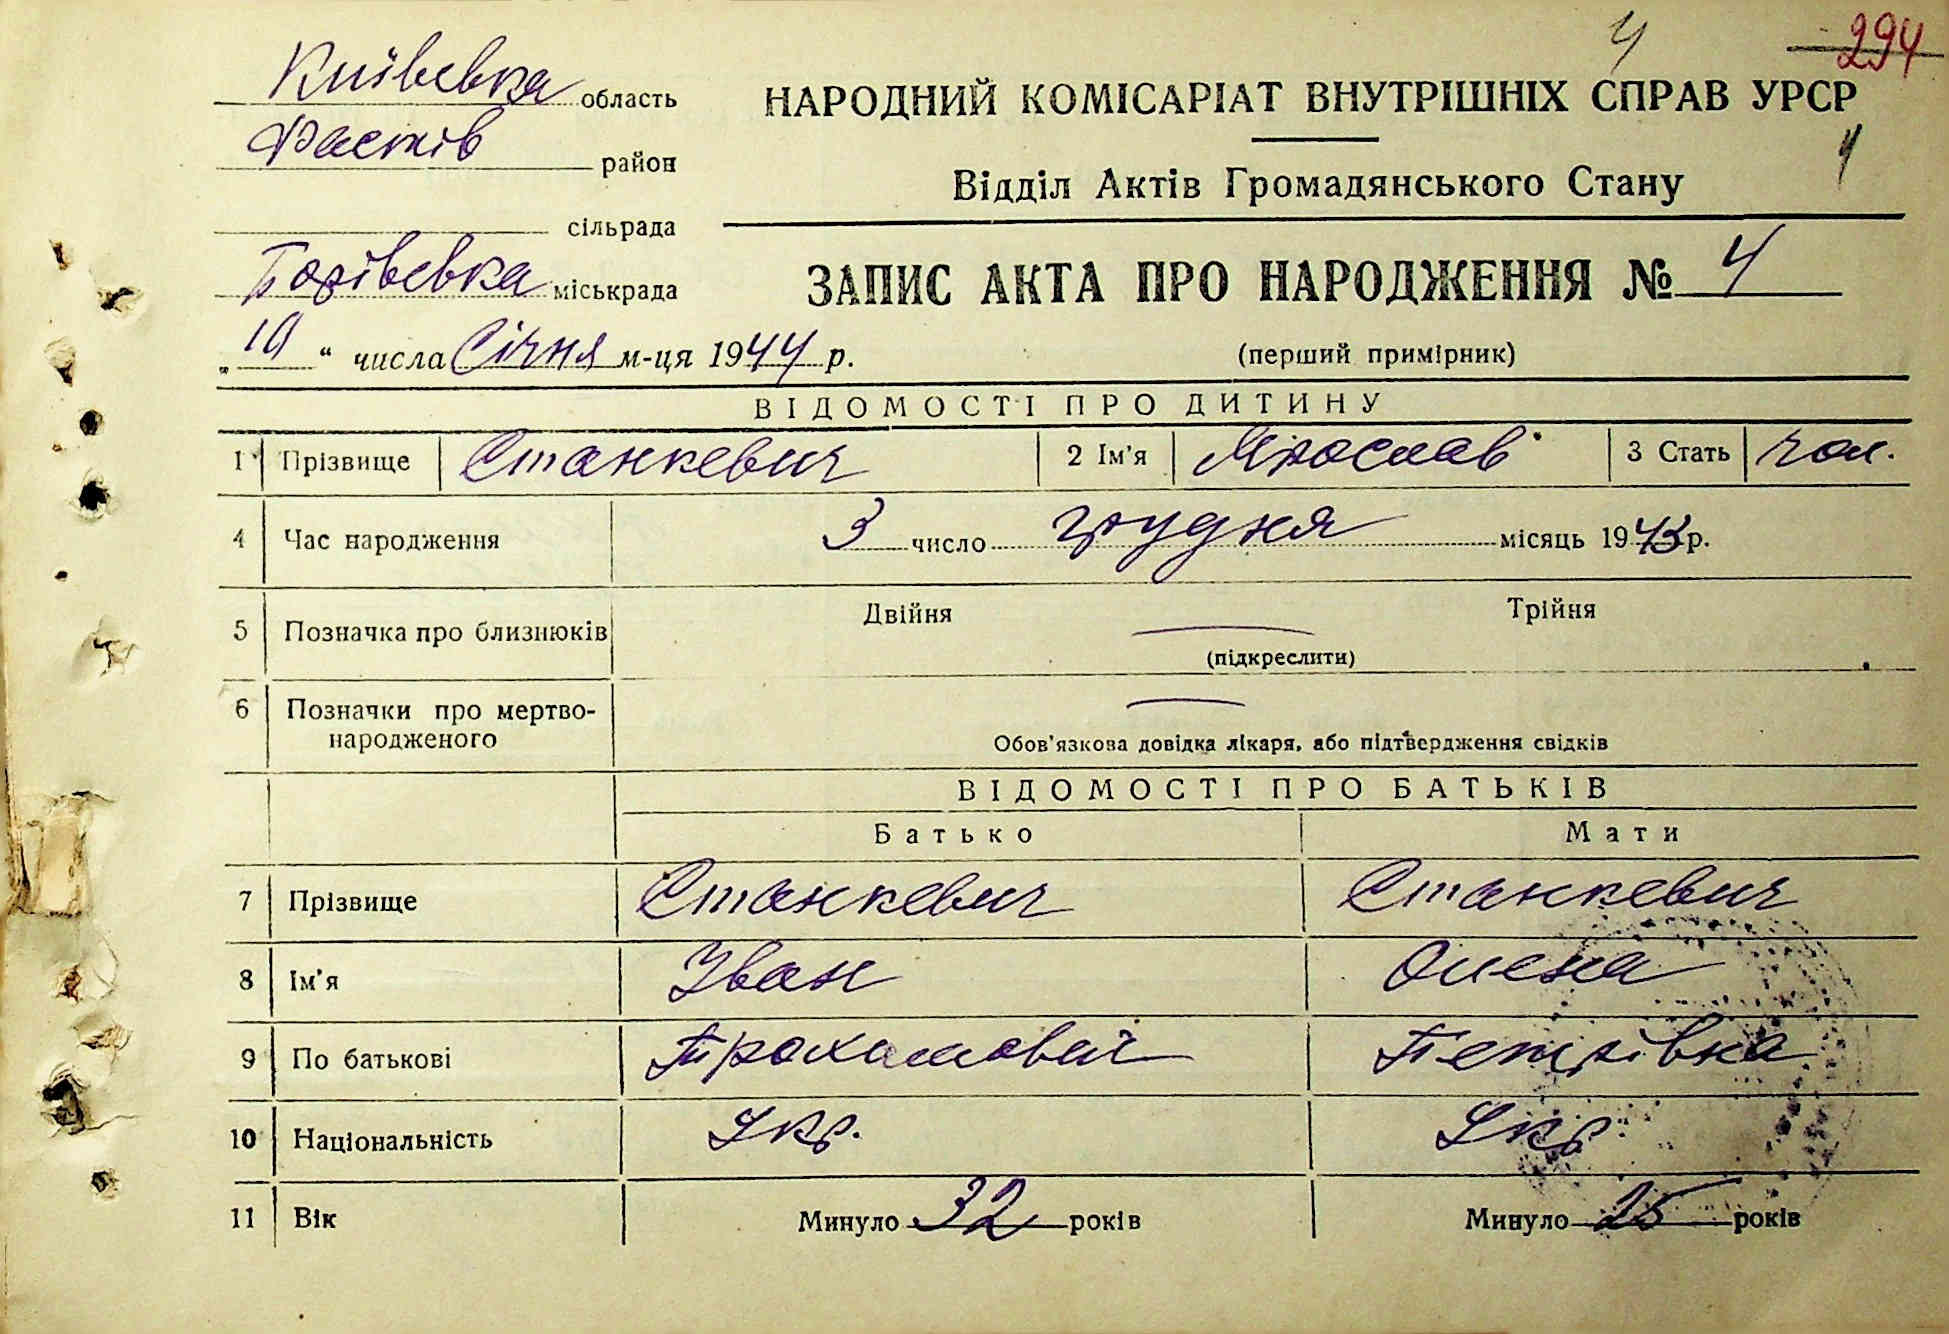 4 294
Київська область
НАРОДНИЙ КОМІСАРІАТ ВНУТРІШНІХ СПРАВ УРСР
Фастів район
4
Відділ Актів Громадянського Стану
сільрада
Борівська міськрада
ЗАПИС АКТА ПРО НАРОДЖЕННЯ № 4
„10“ числа Січня м-ця 1944 р.
(перший примірник)
ВІДОМОСТІ ПРО ДИТИНУ
1 Прізвище Станкевич 2 Ім'я Ярослав 3 Стать чол.
4 Час народження 3 число грудня місяць 1943 р.
5 Позначка про близнюків Двійня — Трійня
(підкреслити)
6 Позначки про мертво-
народженого —
Обов'язкова довідка лікаря, або підтвердження свідків
ВІДОМОСТІ ПРО БАТЬКІВ
Батько Мати
7 Прізвище Станкевич Станкевич
8 Ім'я Іван Олена
9 По батькові Трохимович Петрівна
10 Національність Укр. Укр.
11 Вік Минуло 32 років Минуло 25 років